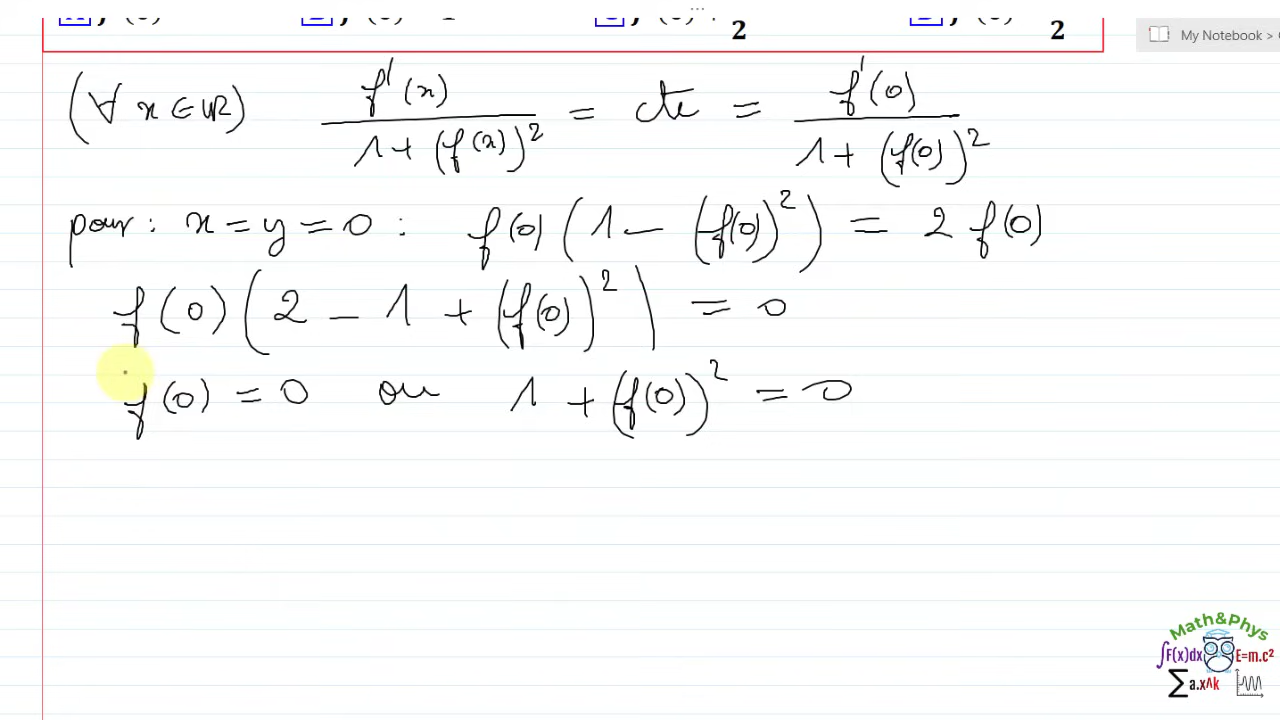 2 2
My Notebook >
(∀ x ∈ ℝ) f'(x) / (1 + (f(x))²) = cte = f'(0) / (1 + (f(0))²)
pour : x = y = 0 : f(0) (1 - (f(0))²) = 2 f(0)
f(0) (2 - 1 + (f(0))²) = 0
f(0) = 0 ou 1 + (f(0))² = 0
Math&Phys
∫F(x)dx E=m.c²
∑ a.x∧k